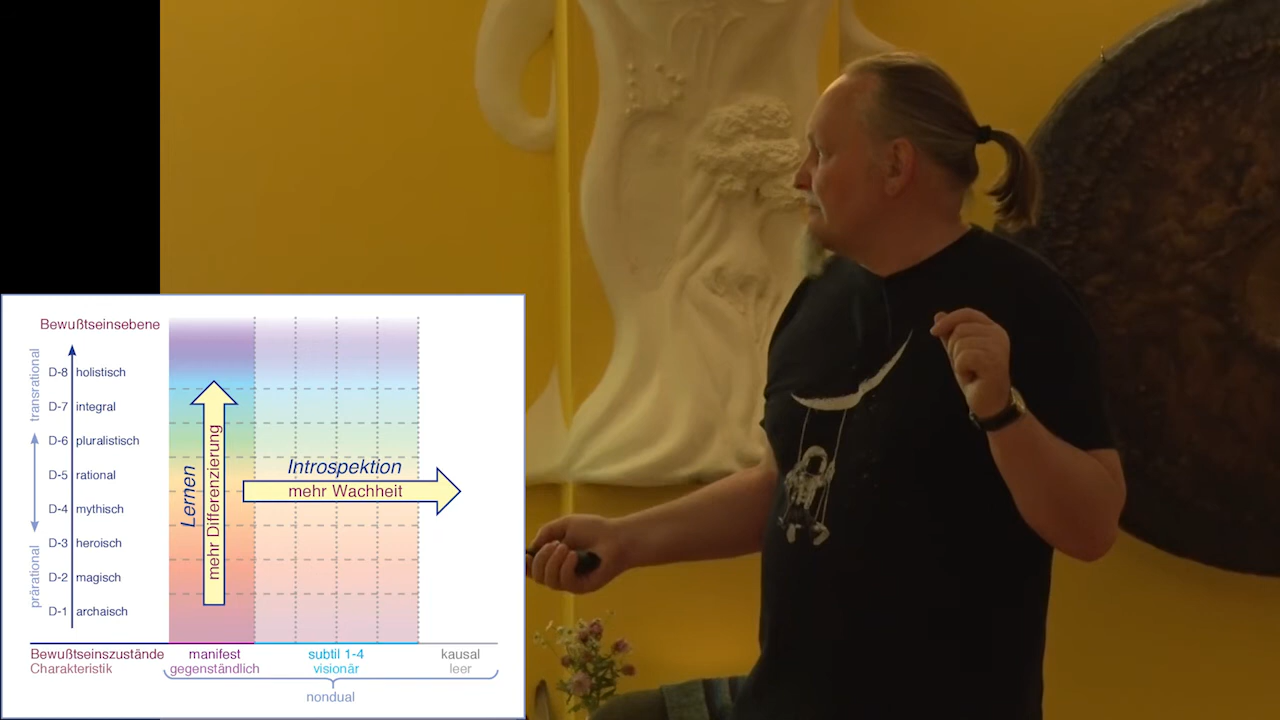 Bewußtseinsebene
transrational
prärational
D-8 holistisch
D-7 integral
D-6 pluralistisch
D-5 rational
D-4 mythisch
D-3 heroisch
D-2 magisch
D-1 archaisch
Lernen
mehr Differenzierung
Introspektion
mehr Wachheit
Bewußtseinszustände manifest subtil 1-4 kausal
Charakteristik gegenständlich visionär leer
nondual